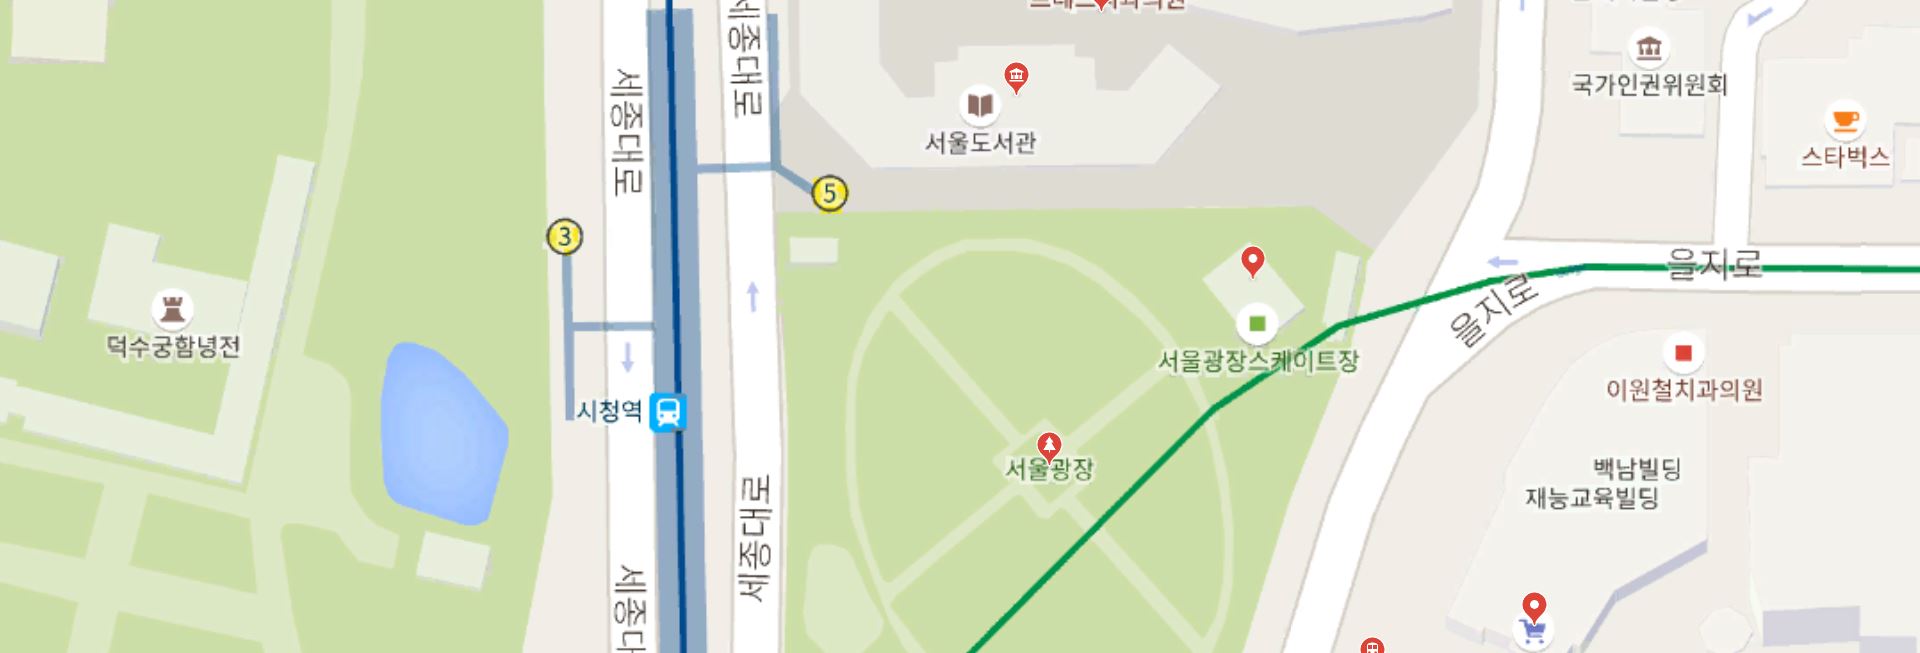 세종대로
세종대로
서울도서관
국가인권위원회
스타벅스
5
3
덕수궁함녕전
을지로
을지로
서울광장스케이트장
이원철치과의원
시청역
서울광장
백남빌딩
재능교육빌딩
세종대로
세종대